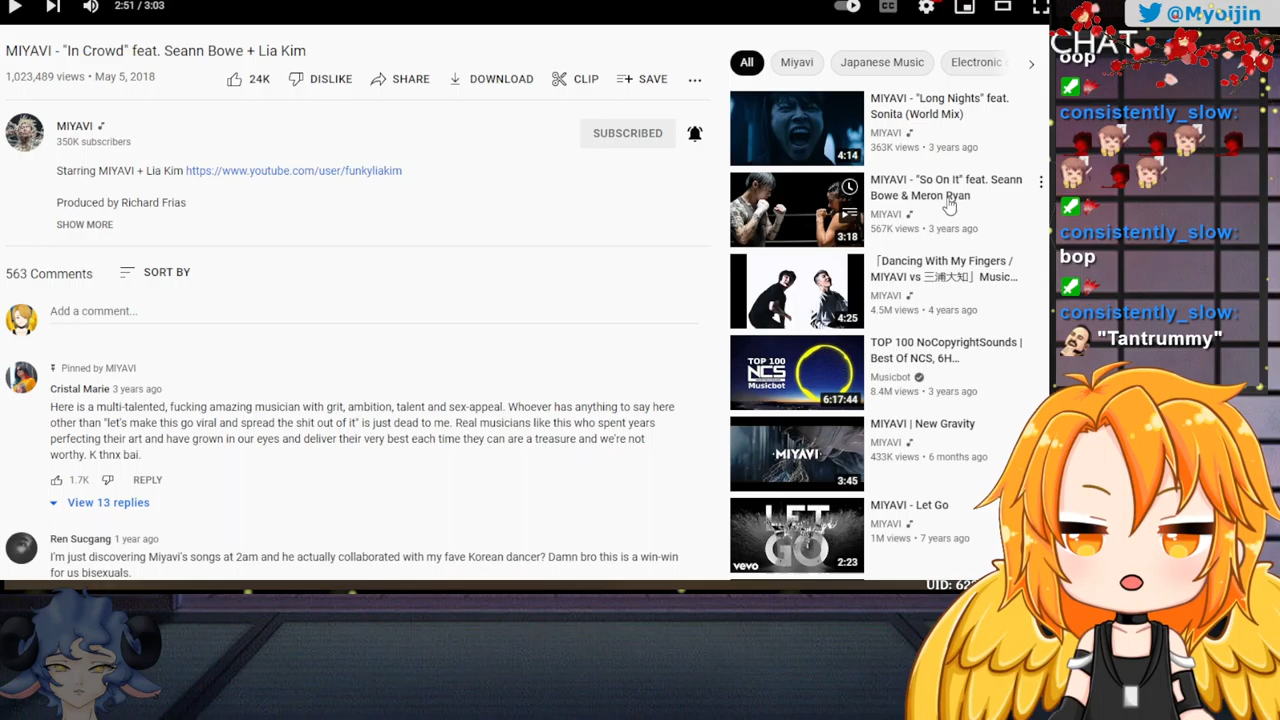 2:51 / 3:03
MIYAVI - "In Crowd" feat. Seann Bowe + Lia Kim
1,023,489 views • May 5, 2018
24K
DISLIKE
SHARE
DOWNLOAD
CLIP
SAVE
MIYAVI
350K subscribers
SUBSCRIBED
Starring MIYAVI + Lia Kim https://www.youtube.com/user/funkyliakim
Produced by Richard Frias
SHOW MORE
563 Comments
SORT BY
Add a comment...
Pinned by MIYAVI
Cristal Marie 3 years ago
Here is a multi-talented, fucking amazing musician with grit, ambition, talent and sex-appeal. Whoever has anything to say here
other than "let's make this go viral and spread the shit out of it" is just dead to me. Real musicians like this who spent years
perfecting their art and have grown in our eyes and deliver their very best each time they can are a treasure and we're not
worthy. K thnx bai.
1.7K
REPLY
View 13 replies
Ren Sucgang 1 year ago
I'm just discovering Miyavi's songs at 2am and he actually collaborated with my fave Korean dancer? Damn bro this is a win-win
for us bisexuals.
All
Miyavi
Japanese Music
Electronic
4:14
MIYAVI - "Long Nights" feat.
Sonita (World Mix)
MIYAVI
363K views • 3 years ago
3:18
MIYAVI - "So On It" feat. Seann
Bowe & Meron Ryan
MIYAVI
567K views • 3 years ago
4:25
「Dancing With My Fingers /
MIYAVI vs 三浦大知」Music...
MIYAVI
4.5M views • 4 years ago
TOP 100
NCS
Musicbot
6:17:44
TOP 100 NoCopyrightSounds |
Best Of NCS, 6H...
Musicbot
8.4M views • 3 years ago
MIYAVI
3:45
MIYAVI | New Gravity
MIYAVI
433K views • 6 months ago
LET
GO
vevo
2:23
MIYAVI - Let Go
MIYAVI
1M views • 7 years ago
UID:
@Myoijin
CHAT
oop
consistently_slow:
consistently_slow:
bop
consistently_slow:
"Tantrummy"